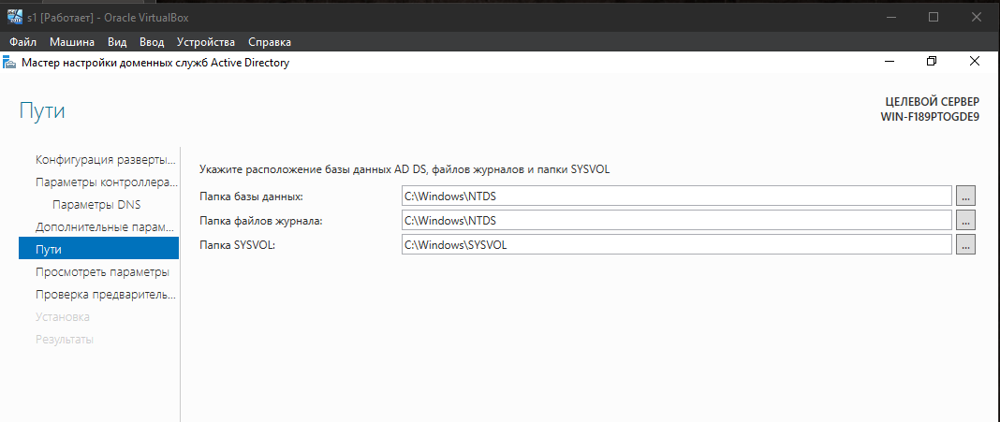 s1 [Работает] - Oracle VirtualBox
Файл Машина Вид Ввод Устройства Справка
Мастер настройки доменных служб Active Directory
Пути
ЦЕЛЕВОЙ СЕРВЕР
WIN-F189PTOGDE9
Конфигурация разверты...
Параметры контроллера...
Параметры DNS
Дополнительные парам...
Пути
Просмотреть параметры
Проверка предваритель...
Установка
Результаты
Укажите расположение базы данных AD DS, файлов журналов и папки SYSVOL
Папка базы данных: C:\Windows\NTDS ...
Папка файлов журнала: C:\Windows\NTDS ...
Папка SYSVOL: C:\Windows\SYSVOL ...